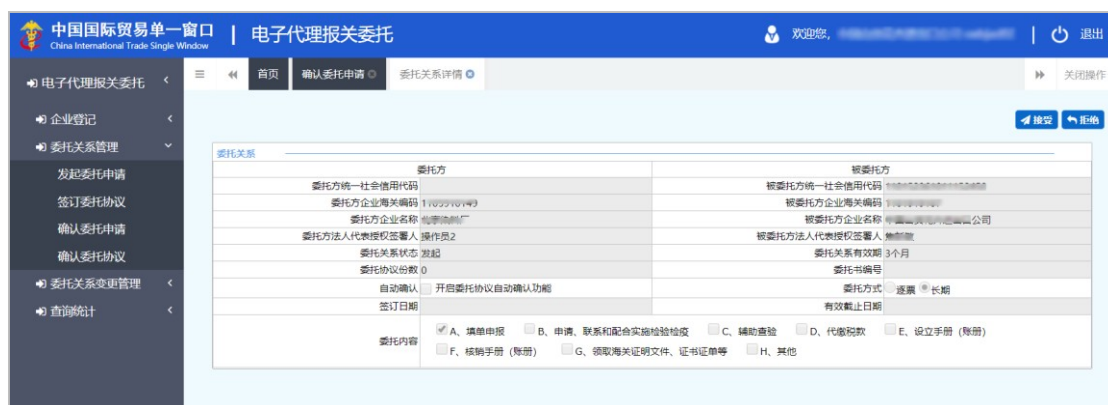 中国国际贸易单一窗口 | 电子代理报关委托 欢迎您, | 退出
China International Trade Single Window
电子代理报关委托 首页 确认委托申请 委托关系详情 关闭操作
企业登记 接受 拒绝
委托关系管理 委托关系
发起委托申请 委托方 被委托方
委托方统一社会信用代码 被委托方统一社会信用代码
签订委托协议 委托方企业海关编码 被委托方企业海关编码
委托方企业名称 被委托方企业名称 公司
确认委托申请 委托方法人代表授权签署人 操作员2 被委托方法人代表授权签署人
确认委托协议 委托关系状态 发起 委托关系有效期 3个月
委托协议份数 0 委托书编号
委托关系变更管理 自动确认 开启委托协议自动确认功能 委托方式 逐票 长期
查询统计 签订日期 有效截止日期
委托内容 A、填单申报 B、申请、联系和配合实施检验检疫 C、辅助查验 D、代缴税款 E、设立手册（账册）
F、核销手册（账册） G、领取海关证明文件、证书证单等 H、其他